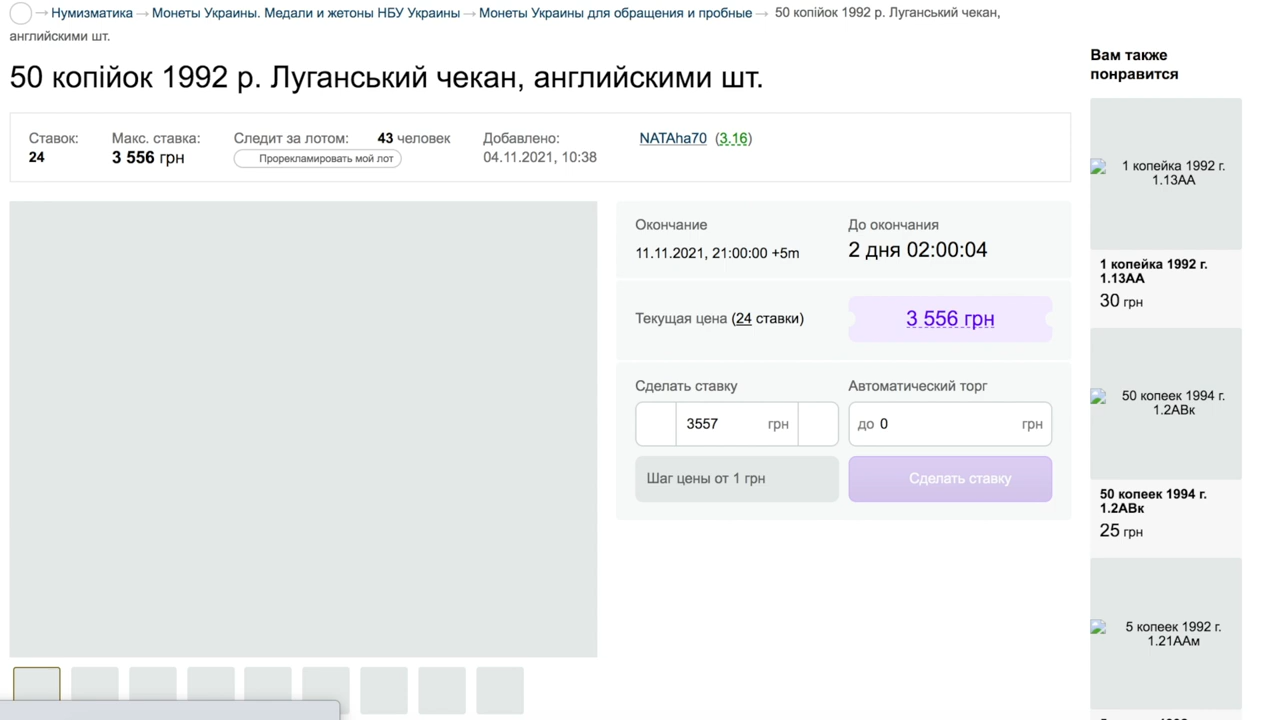 Нумизматика → Монеты Украины. Медали и жетоны НБУ Украины → Монеты Украины для обращения и пробные → 50 копійок 1992 р. Луганський чекан,
английскими шт.
50 копійок 1992 р. Луганський чекан, английскими шт.
Ставок:
24
Макс. ставка:
3 556 грн
Следит за лотом: 43 человек
Прорекламировать мой лот
Добавлено:
04.11.2021, 10:38
NATAha70 (3,16)
Окончание
11.11.2021, 21:00:00 +5m
До окончания
2 дня 02:00:04
Текущая цена (24 ставки)
3 556 грн
Сделать ставку
3557 грн
Шаг цены от 1 грн
Автоматический торг
до 0 грн
Сделать ставку
Вам также
понравится
1 копейка 1992 г.
1.13АА
1 копейка 1992 г.
1.13АА
30 грн
50 копеек 1994 г.
1.2АВк
50 копеек 1994 г.
1.2АВк
25 грн
5 копеек 1992 г.
1.21ААм